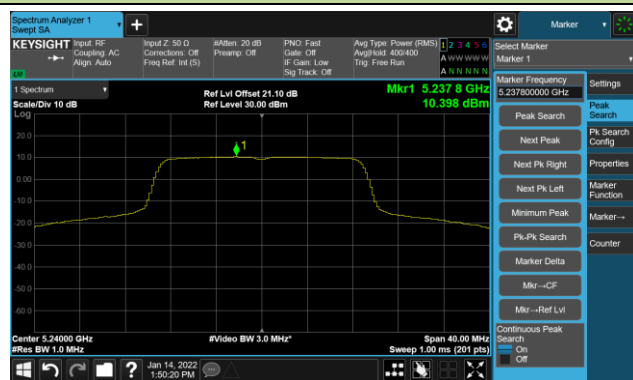 Spectrum Analyzer 1
Swept SA
Marker
KEYSIGHT
Input: RF
Coupling: AC
Align: Auto
Input Z: 50 Ω
Corrections: Off
Freq Ref: Int (S)
#Atten: 20 dB
Preamp: Off
PNO: Fast
Gate: Off
IF Gain: Low
Sig Track: Off
Avg Type: Power (RMS)
Avg|Hold: 400/400
Trig: Free Run
1 2 3 4 5 6
A WW WW W
A N N N N N
Select Marker
Marker 1
1 Spectrum
Scale/Div 10 dB
Log
Ref Lvl Offset 21.10 dB
Ref Level 30.00 dBm
Mkr1 5.237 8 GHz
10.398 dBm
20.0
10.0
0.00
-10.0
-20.0
-30.0
-40.0
-50.0
-60.0
1
Center 5.24000 GHz
#Res BW 1.0 MHz
#Video BW 3.0 MHz*
Span 40.00 MHz
Sweep 1.00 ms (201 pts)
Marker Frequency
5.237800000 GHz
Peak Search
Next Peak
Next Pk Right
Next Pk Left
Minimum Peak
Pk-Pk Search
Marker Delta
Mkr→CF
Mkr→Ref Lvl
Continuous Peak
Search
On
Off
Settings
Peak
Search
Pk Search
Config
Properties
Marker
Function
Marker→
Counter
?
Jan 14, 2022
1:50:20 PM